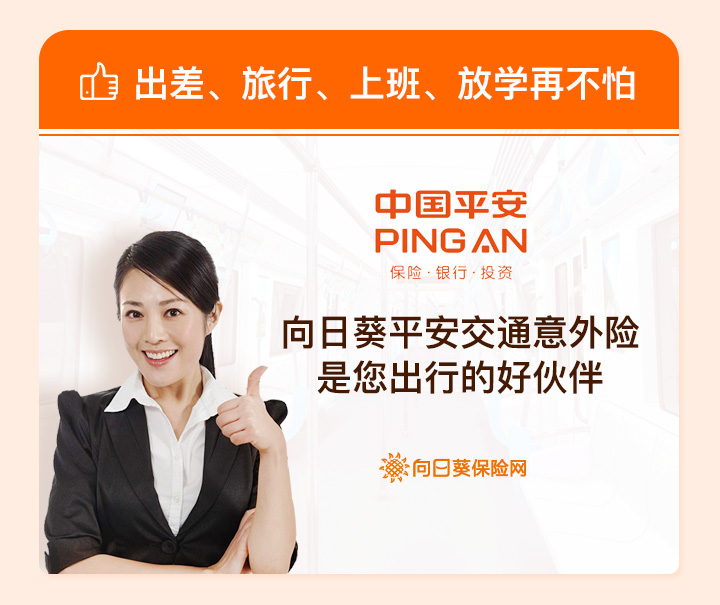 出差、旅行、上班、放学再不怕
中国平安
PING AN
保险·银行·投资
向日葵平安交通意外险
是您出行的好伙伴
向日葵保险网